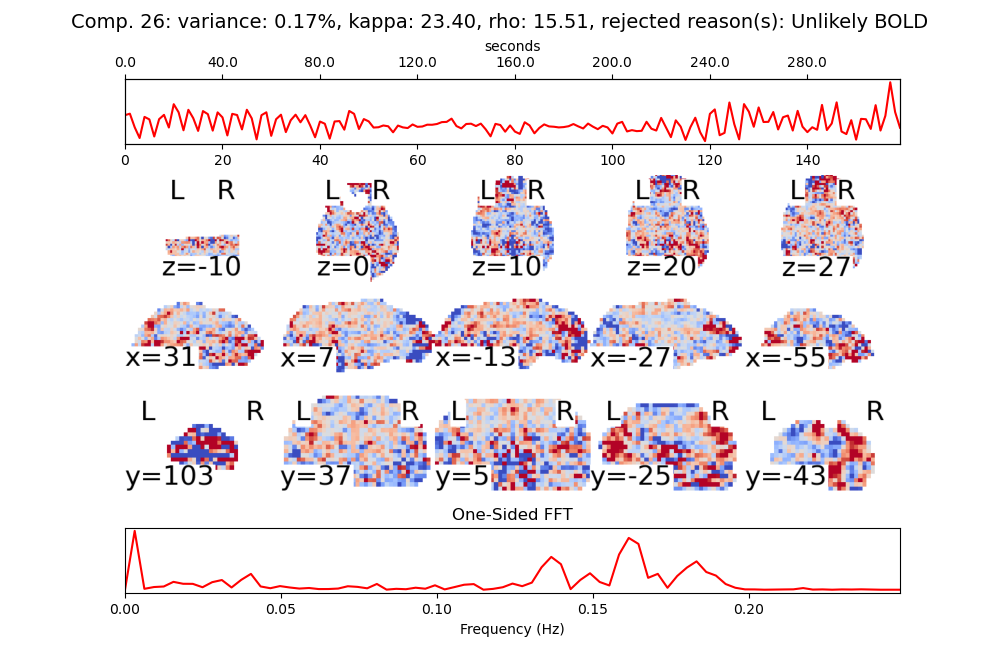 Comp. 26: variance: 0.17%, kappa: 23.40, rho: 15.51, rejected reason(s): Unlikely BOLD
seconds
0.0 40.0 80.0 120.0 160.0 200.0 240.0 280.0
0 20 40 60 80 100 120 140
L R L R L R L R L R
z=-10 z=0 z=10 z=20 z=27
x=31 x=7 x=-13 x=-27 x=-55
L R L R L R L R L R
y=103 y=37 y=5 y=-25 y=-43
One-Sided FFT
0.00 0.05 0.10 0.15 0.20
Frequency (Hz)